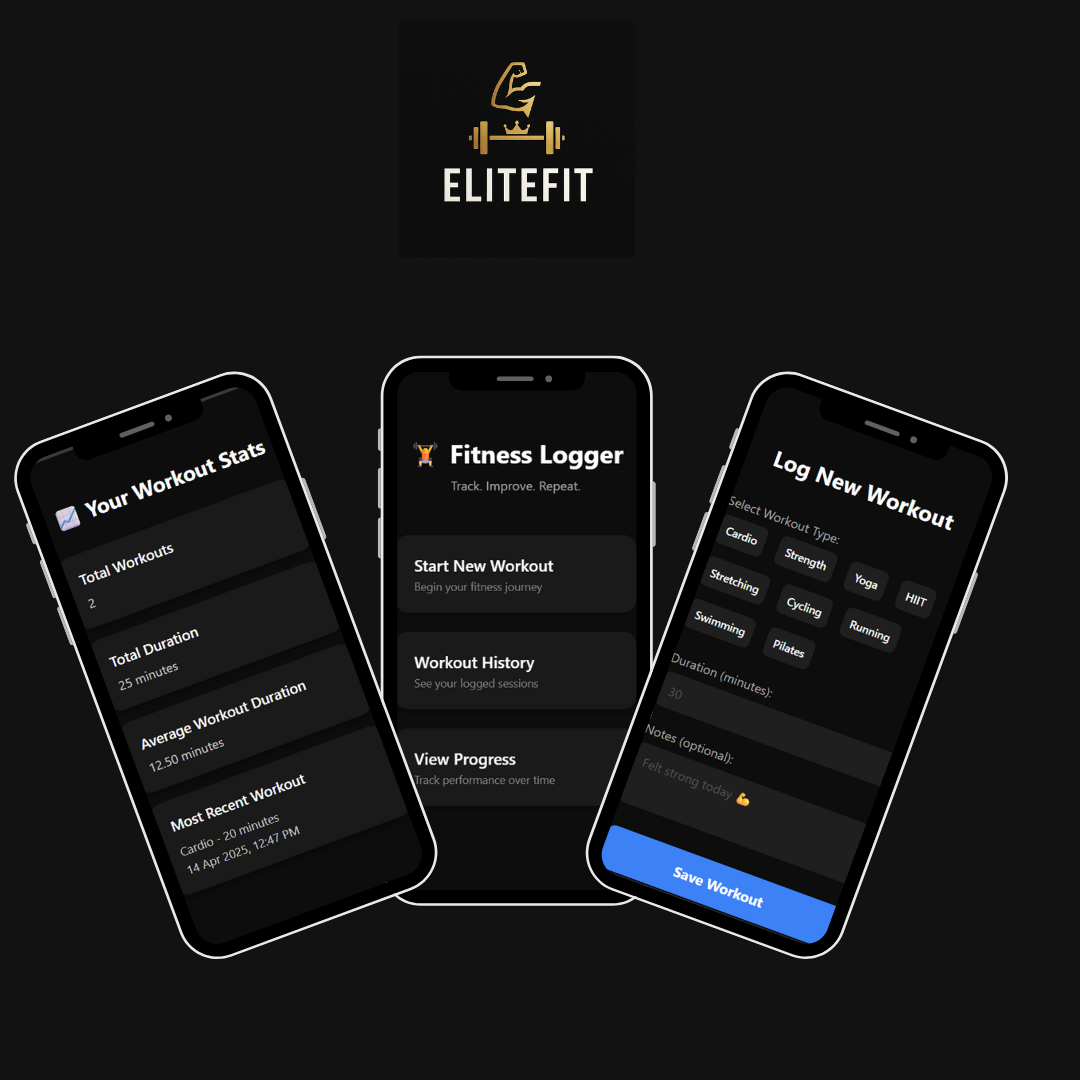 ELITEFIT
📈 Your Workout Stats
Total Workouts
2
Total Duration
25 minutes
Average Workout Duration
12.50 minutes
Most Recent Workout
Cardio - 20 minutes
14 Apr 2025, 12:47 PM
🏋️ Fitness Logger
Track. Improve. Repeat.
Start New Workout
Begin your fitness journey
Workout History
See your logged sessions
View Progress
Track performance over time
Log New Workout
Select Workout Type:
Cardio Strength Yoga HIIT
Stretching Cycling Running
Swimming Pilates
Duration (minutes):
30
Notes (optional):
Felt strong today 💪
Save Workout